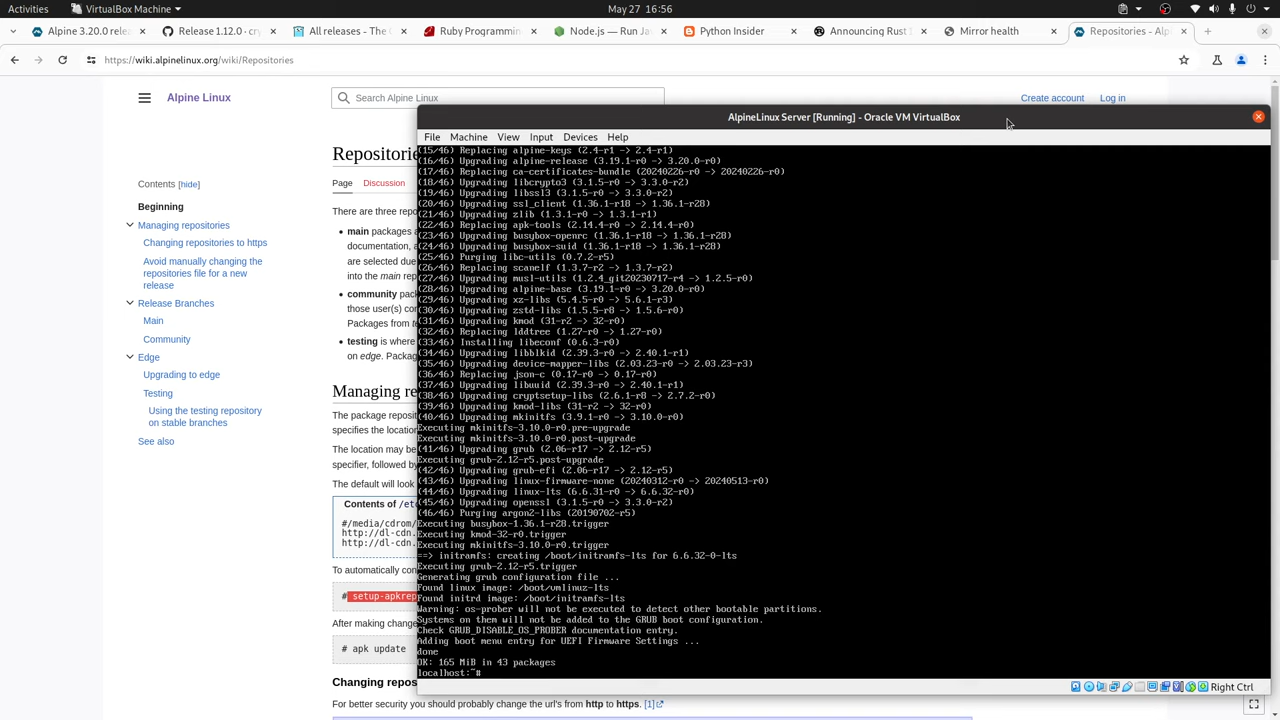 Activities
VirtualBox Machine
May 27 16:56
Alpine 3.20.0 rele
Release 1.12.0 · cry
All releases - The G
Ruby Programmin
Node.js — Run Ja
Python Insider
Announcing Rust 1
Mirror health
Repositories - Alp
https://wiki.alpinelinux.org/wiki/Repositories
Alpine Linux
Search Alpine Linux
Create account
Log in
Contents [hide]
Beginning
Managing repositories
Changing repositories to https
Avoid manually changing the
repositories file for a new
release
Release Branches
Main
Community
Edge
Upgrading to edge
Testing
Using the testing repository
on stable branches
See also
Repositorie
Page
Discussion
There are three repo
main packages a
documentation, a
are selected due
into the main rep
community pack
those user(s) con
Packages from te
testing is where
on edge. Packag
Managing re
The package reposit
specifies the location
The location may be
specifier, followed by
The default will look
Contents of /etc
#/media/cdrom/
http://dl-cdn.
http://dl-cdn.
To automatically con
# setup-apkrep
After making change
# apk update
Changing repos
For better security you should probably change the url's from http to https. [1]
AlpineLinux Server [Running] - Oracle VM VirtualBox
File Machine View Input Devices Help
(15/46) Replacing alpine-keys (2.4-r1 -> 2.4-r1)
(16/46) Upgrading alpine-release (3.19.1-r0 -> 3.20.0-r0)
(17/46) Replacing ca-certificates-bundle (20240226-r0 -> 20240226-r0)
(18/46) Upgrading libcrypto3 (3.1.5-r0 -> 3.3.0-r2)
(19/46) Upgrading libssl3 (3.1.5-r0 -> 3.3.0-r2)
(20/46) Upgrading ssl_client (1.36.1-r18 -> 1.36.1-r28)
(21/46) Upgrading zlib (1.3.1-r0 -> 1.3.1-r1)
(22/46) Replacing apk-tools (2.14.4-r0 -> 2.14.4-r0)
(23/46) Upgrading busybox-openrc (1.36.1-r18 -> 1.36.1-r28)
(24/46) Upgrading busybox-suid (1.36.1-r18 -> 1.36.1-r28)
(25/46) Purging libc-utils (0.7.2-r5)
(26/46) Replacing scanelf (1.3.7-r2 -> 1.3.7-r2)
(27/46) Upgrading musl-utils (1.2.4_git20230717-r4 -> 1.2.5-r0)
(28/46) Upgrading alpine-base (3.19.1-r0 -> 3.20.0-r0)
(29/46) Upgrading xz-libs (5.4.5-r0 -> 5.6.1-r3)
(30/46) Upgrading zstd-libs (1.5.5-r8 -> 1.5.6-r0)
(31/46) Upgrading kmod (31-r2 -> 32-r0)
(32/46) Replacing lddtree (1.27-r0 -> 1.27-r0)
(33/46) Installing libeconf (0.6.3-r0)
(34/46) Upgrading libblkid (2.39.3-r0 -> 2.40.1-r1)
(35/46) Upgrading device-mapper-libs (2.03.23-r0 -> 2.03.23-r3)
(36/46) Replacing json-c (0.17-r0 -> 0.17-r0)
(37/46) Upgrading libuuid (2.39.3-r0 -> 2.40.1-r1)
(38/46) Upgrading cryptsetup-libs (2.6.1-r8 -> 2.7.2-r0)
(39/46) Upgrading kmod-libs (31-r2 -> 32-r0)
(40/46) Upgrading mkinitfs (3.9.1-r0 -> 3.10.0-r0)
Executing mkinitfs-3.10.0-r0.pre-upgrade
Executing mkinitfs-3.10.0-r0.post-upgrade
(41/46) Upgrading grub (2.06-r17 -> 2.12-r5)
Executing grub-2.12-r5.post-upgrade
(42/46) Upgrading grub-efi (2.06-r17 -> 2.12-r5)
(43/46) Upgrading linux-firmware-none (20240312-r0 -> 20240513-r0)
(44/46) Upgrading linux-lts (6.6.31-r0 -> 6.6.32-r0)
(45/46) Upgrading openssl (3.1.5-r0 -> 3.3.0-r2)
(46/46) Purging argon2-libs (20190702-r5)
Executing busybox-1.36.1-r28.trigger
Executing kmod-32-r0.trigger
Executing mkinitfs-3.10.0-r0.trigger
==> initramfs: creating /boot/initramfs-lts for 6.6.32-0-lts
Executing grub-2.12-r5.trigger
Generating grub configuration file ...
Found linux image: /boot/vmlinuz-lts
Found initrd image: /boot/initramfs-lts
Warning: os-prober will not be executed to detect other bootable partitions.
Systems on them will not be added to the GRUB boot configuration.
Check GRUB_DISABLE_OS_PROBER documentation entry.
Adding boot menu entry for UEFI Firmware Settings ...
done
OK: 165 MiB in 43 packages
localhost:~#
Right Ctrl